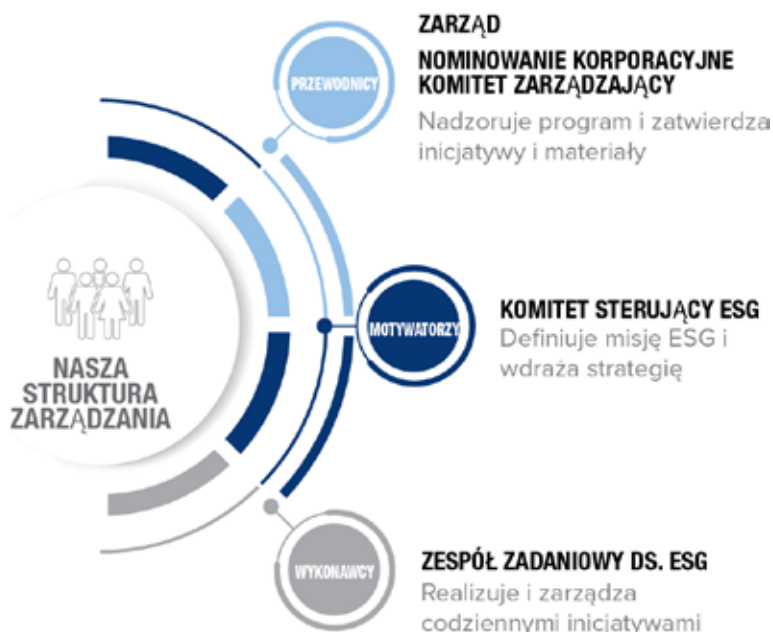 ZARZĄD
NOMINOWANIE KORPORACYJNE
KOMITET ZARZĄDZAJĄCY
Nadzoruje program i zatwierdza
inicjatywy i materiały
PRZEWODNICY
KOMITET STERUJĄCY ESG
Definiuje misję ESG i
wdraża strategię
MOTYWATORZY
NASZA
STRUKTURA
ZARZĄDZANIA
ZESPÓŁ ZADANIOWY DS. ESG
Realizuje i zarządza
codziennymi inicjatywami
WYKONAWCY